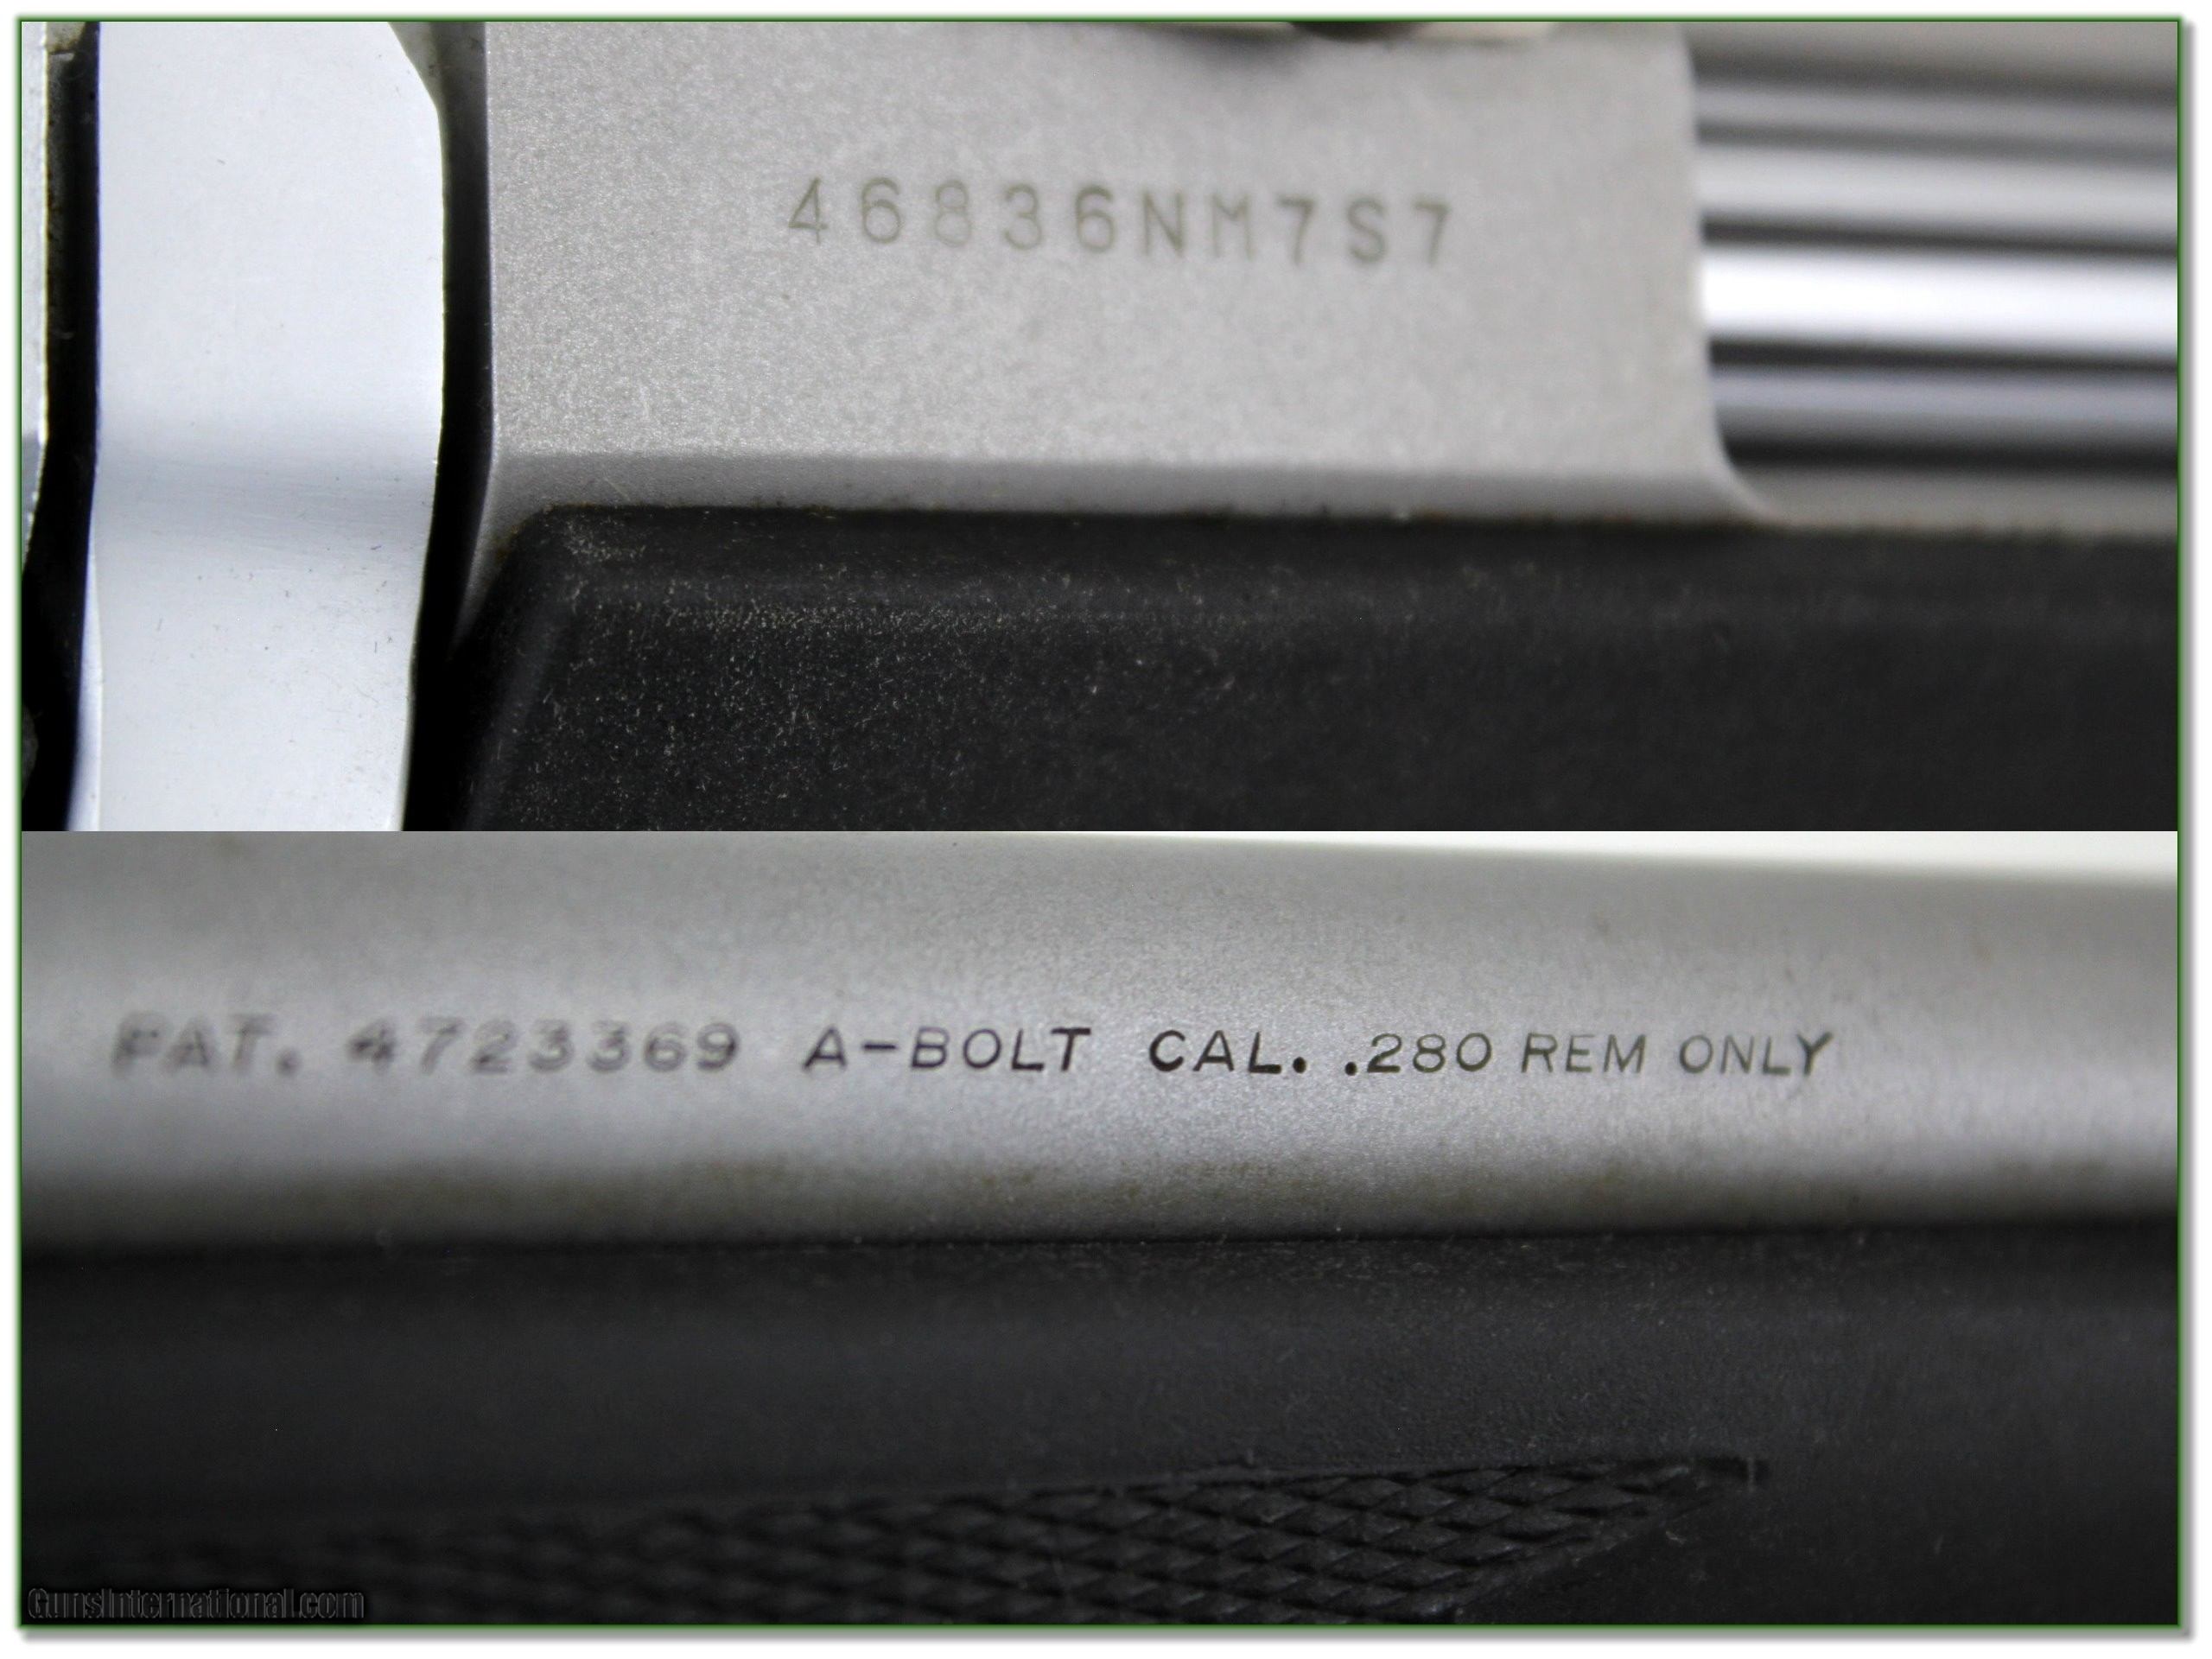 46836NM7S7
PAT. 4723369 A-BOLT CAL. .280 REM ONLY
GunsInternational.com